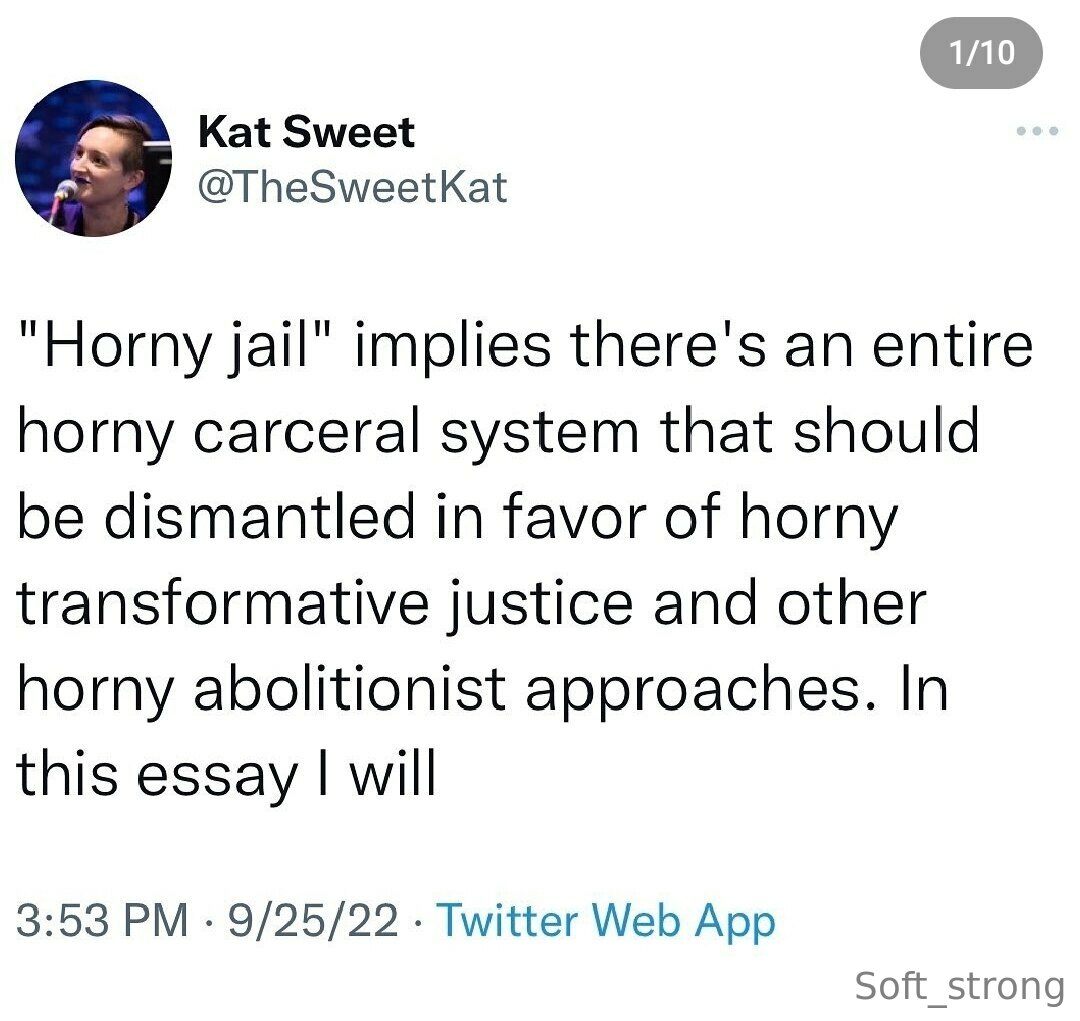 1/10
Kat Sweet
@TheSweetKat
"Horny jail" implies there's an entire
horny carceral system that should
be dismantled in favor of horny
transformative justice and other
horny abolitionist approaches. In
this essay I will
3:53 PM · 9/25/22 · Twitter Web App
Soft_strong